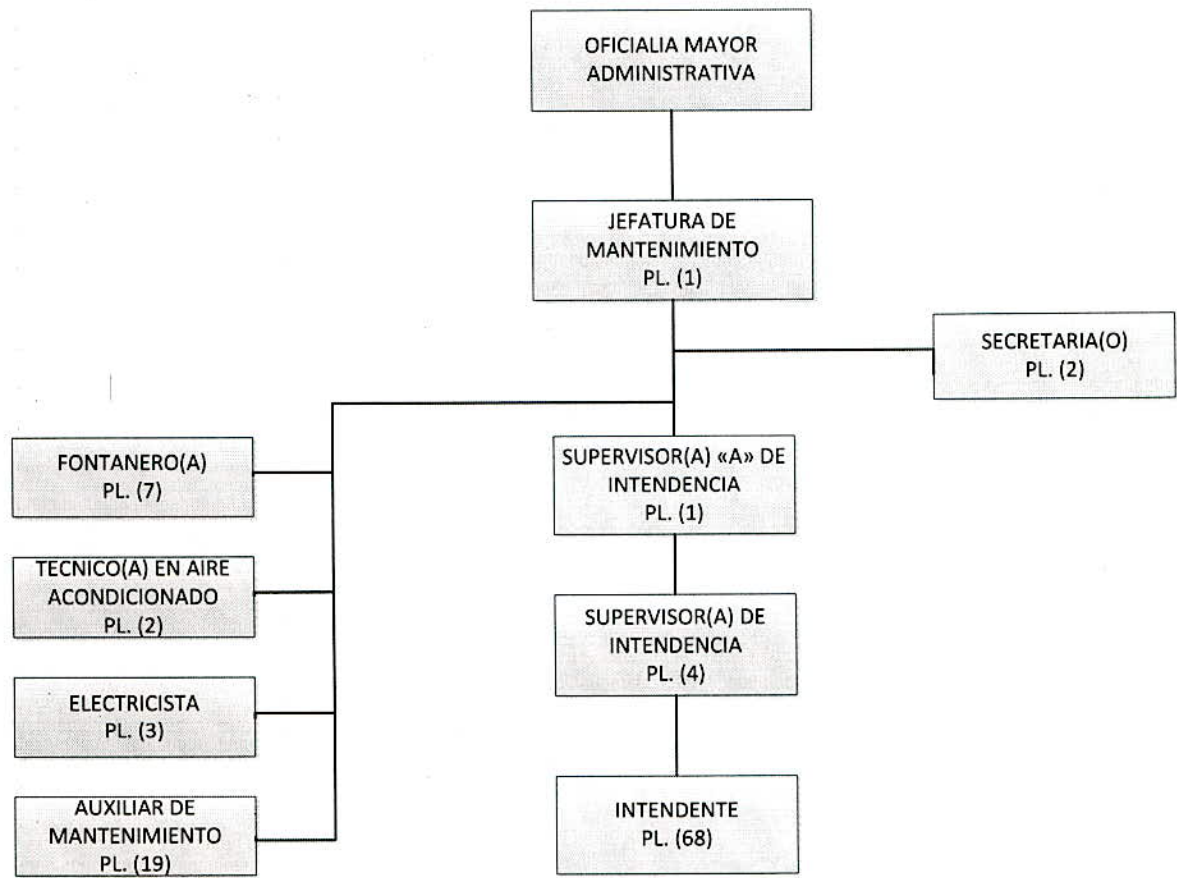 OFICIALIA MAYOR
ADMINISTRATIVA
JEFATURA DE
MANTENIMIENTO
PL. (1)
SECRETARIA(O)
PL. (2)
FONTANERO(A)
PL. (7)
TECNICO(A) EN AIRE
ACONDICIONADO
PL. (2)
ELECTRICISTA
PL. (3)
AUXILIAR DE
MANTENIMIENTO
PL. (19)
SUPERVISOR(A) «A» DE
INTENDENCIA
PL. (1)
SUPERVISOR(A) DE
INTENDENCIA
PL. (4)
INTENDENTE
PL. (68)